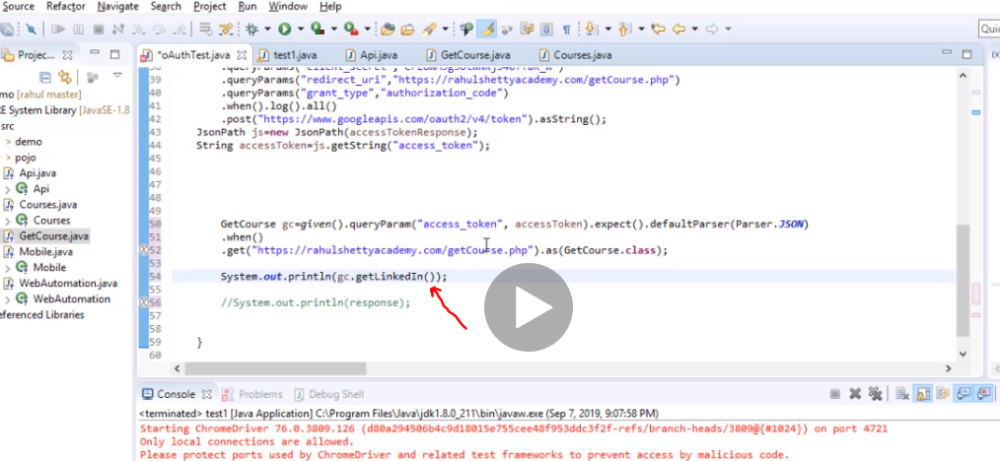 Source Refactor Navigate Search Project Run Window Help
Quic
Projec...
*oAuthTest.java test1.java Api.java GetCourse.java Courses.java
mo [rahul master]
RE System Library [JavaSE-1.8
src
demo
pojo
Api.java
Api
Courses.java
Courses
GetCourse.java
Mobile.java
Mobile
WebAutomation.java
WebAutomation
eferenced Libraries
39 .queryParams("redirect_uri","https://rahulshettyacademy.com/getCourse.php")
40 .queryParams("grant_type","authorization_code")
41 .when().log().all()
42 .post("https://www.googleapis.com/oauth2/v4/token").asString();
43 JsonPath js=new JsonPath(accessTokenResponse);
44 String accessToken=js.getString("access_token");
45
46
47
48
49
50 GetCourse gc=given().queryParam("access_token", accessToken).expect().defaultParser(Parser.JSON)
51 .when()
52 .get("https://rahulshettyacademy.com/getCourse.php").as(GetCourse.class);
53
54 System.out.println(gc.getLinkedIn());
55
56 //System.out.println(response);
57
58
59 }
60
Console Problems Debug Shell
<terminated> test1 [Java Application] C:\Program Files\Java\jdk1.8.0_211\bin\javaw.exe (Sep 7, 2019, 9:07:58 PM)
Starting ChromeDriver 76.0.3809.126 (d80a294506b4c9d18015e755cee48f953ddc3f2f-refs/branch-heads/3809@{#1024}) on port 4721
Only local connections are allowed.
Please protect ports used by ChromeDriver and related test frameworks to prevent access by malicious code.